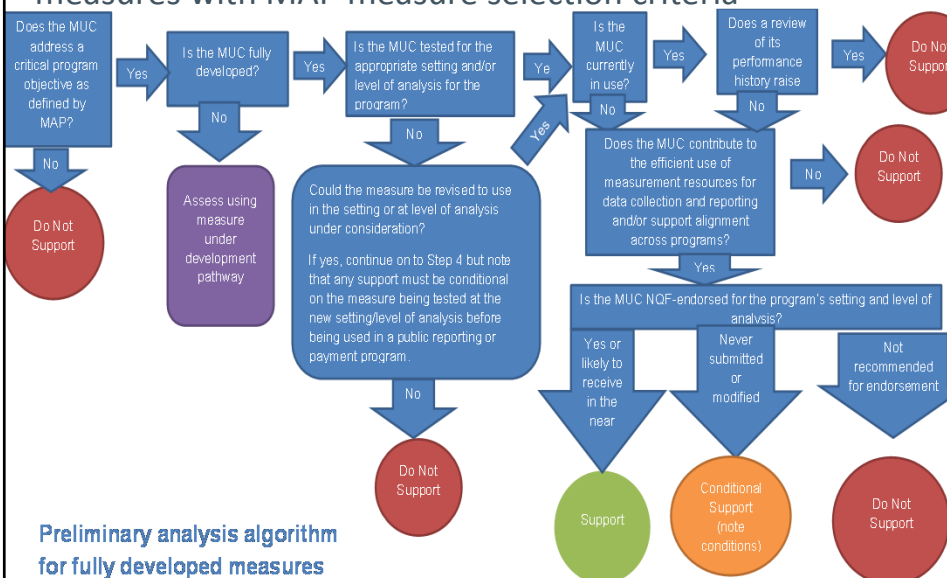 measures with MAP measure selection criteria
Does the MUC
address a
critical program
objective as
defined by
MAP?
Yes
Is the MUC fully
developed?
Yes
Is the MUC tested for the
appropriate setting and/or
level of analysis for the
program?
Ye
Is the
MUC
currently
in use?
Yes
Does a review
of its
performance
history raise
Yes
Do Not
Support
No
No
No
No
No
Yes
Do Not
Support
Assess using
measure
under
development
pathway
Could the measure be revised to use
in the setting or at level of analysis
under consideration?
If yes, continue on to Step 4 but note
that any support must be conditional
on the measure being tested at the
new setting/level of analysis before
being used in a public reporting or
payment program.
Does the MUC contribute to
the efficient use of
measurement resources for
data collection and reporting
and/or support alignment
across programs?
No
Do Not
Support
Yes
Is the MUC NQF-endorsed for the program's setting and level of
analysis?
No
Do Not
Support
Yes or
likely to
receive
in the
near
Never
submitted
or
modified
Not
recommended
for endorsement
Support
Conditional
Support
(note
conditions)
Do Not
Support
Preliminary analysis algorithm
for fully developed measures